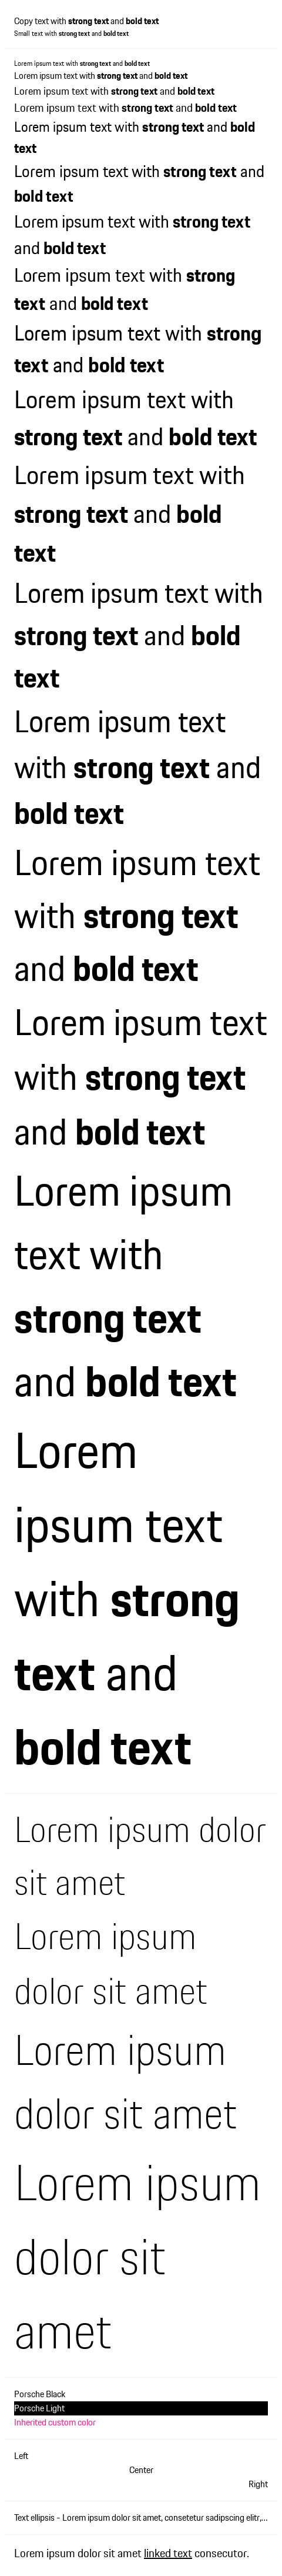 Copy text with strong text and bold text
Small text with strong text and bold text
Lorem ipsum text with strong text and bold text
Lorem ipsum text with strong text and bold text
Lorem ipsum text with strong text and bold text
Lorem ipsum text with strong text and bold text
Lorem ipsum text with strong text and bold
text
Lorem ipsum text with strong text and
bold text
Lorem ipsum text with strong text
and bold text
Lorem ipsum text with strong
text and bold text
Lorem ipsum text with strong
text and bold text
Lorem ipsum text with
strong text and bold text
Lorem ipsum text with
strong text and bold
text
Lorem ipsum text with
strong text and bold
text
Lorem ipsum text
with strong text and
bold text
Lorem ipsum text
with strong text
and bold text
Lorem ipsum text
with strong text
and bold text
Lorem ipsum
text with
strong text
and bold text
Lorem
ipsum text
with strong
text and
bold text
Lorem ipsum dolor
sit amet
Lorem ipsum
dolor sit amet
Lorem ipsum
dolor sit amet
Lorem ipsum
dolor sit
amet
Porsche Black
Porsche Light
Inherited custom color
Left
Center
Right
Text ellipsis - Lorem ipsum dolor sit amet, consetetur sadipscing elitr,...
Lorem ipsum dolor sit amet linked text consecutor.